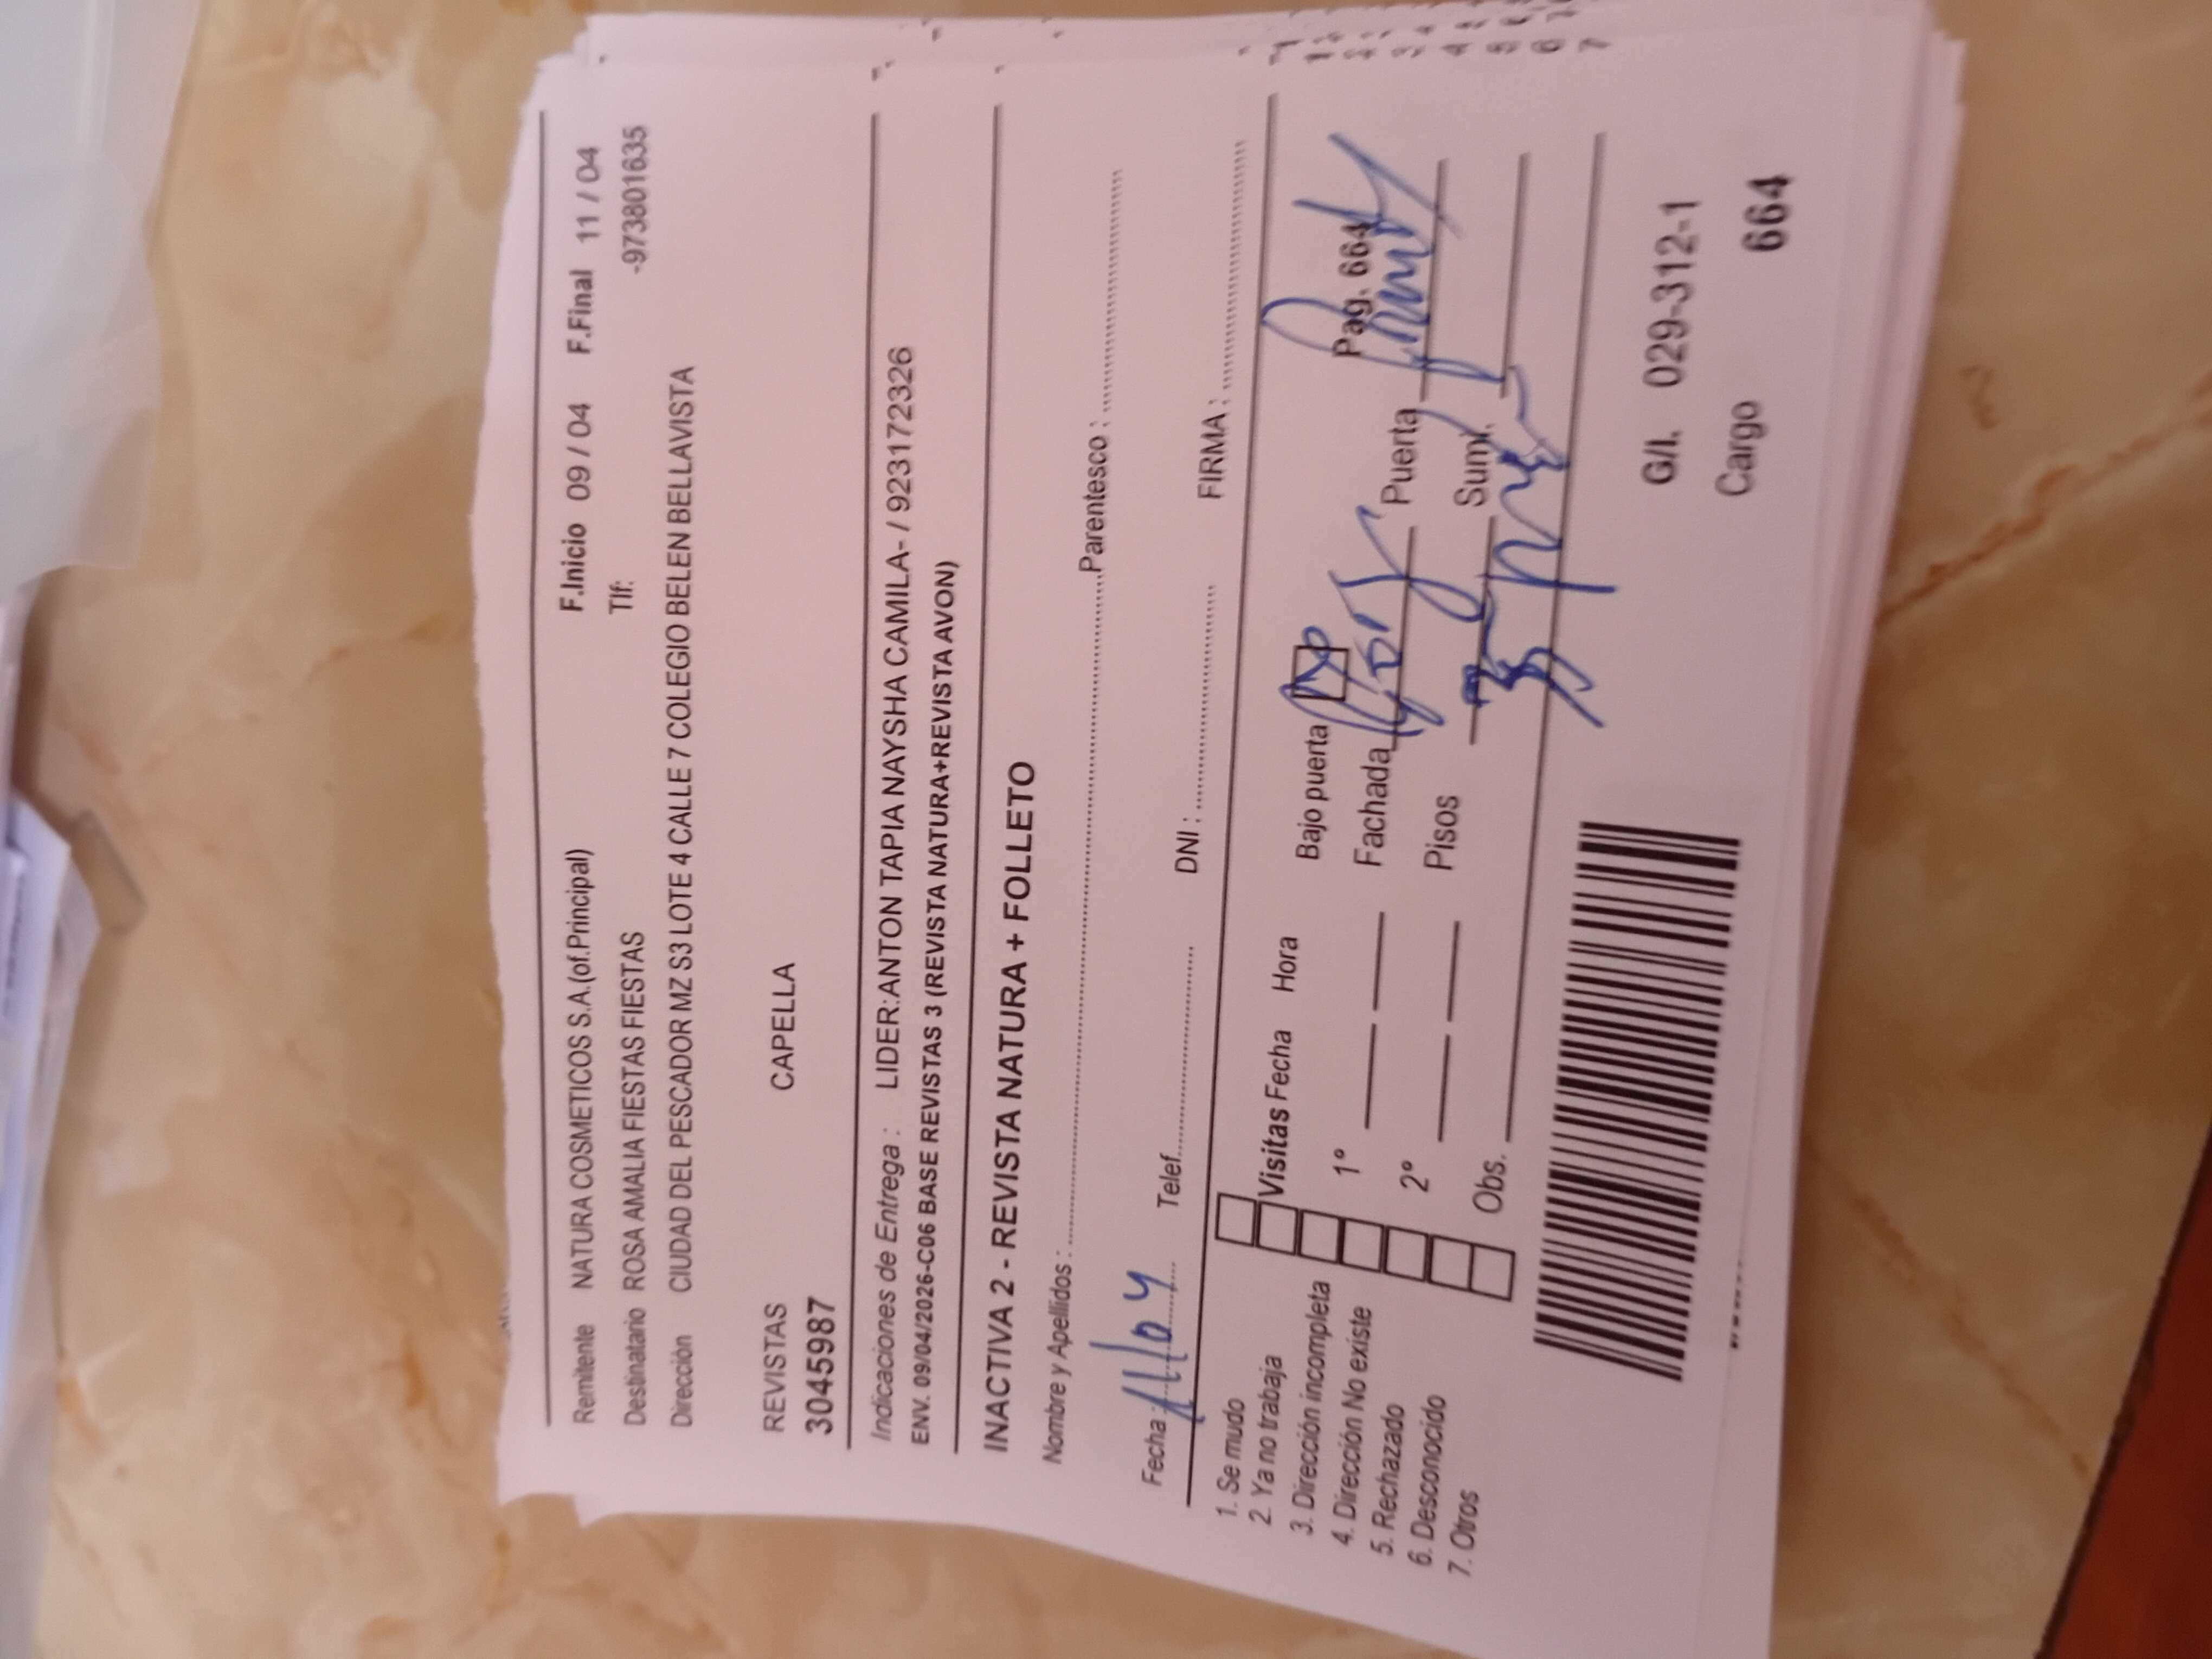 F.Inicio 09 / 04 F.Final 11 / 04
Remitente NATURA COSMETICOS S.A.(of.Principal)
Tlf: -973801635
Destinatario ROSA AMALIA FIESTAS FIESTAS
Dirección CIUDAD DEL PESCADOR MZ S3 LOTE 4 CALLE 7 COLEGIO BELEN BELLAVISTA
REVISTAS CAPELLA
3045987
Indicaciones de Entrega : LIDER:ANTON TAPIA NAYSHA CAMILA- / 923172326
ENV. 09/04/2026-C06 BASE REVISTAS 3 (REVISTA NATURA+REVISTA AVON)
INACTIVA 2 - REVISTA NATURA + FOLLETO
Nombre y Apellidos : Parentesco :
Fecha : Telef. DNI : FIRMA :
1. Se mudo
2. Ya no trabaja
3. Dirección incompleta
4. Dirección No existe
5. Rechazado
6. Desconocido
7. Otros
Visitas Fecha Hora
1°
2°
Obs.
Bajo puerta Pag. 664
Fachada Puerta
Pisos Sumi.
G/I. 029-312-1
Cargo 664